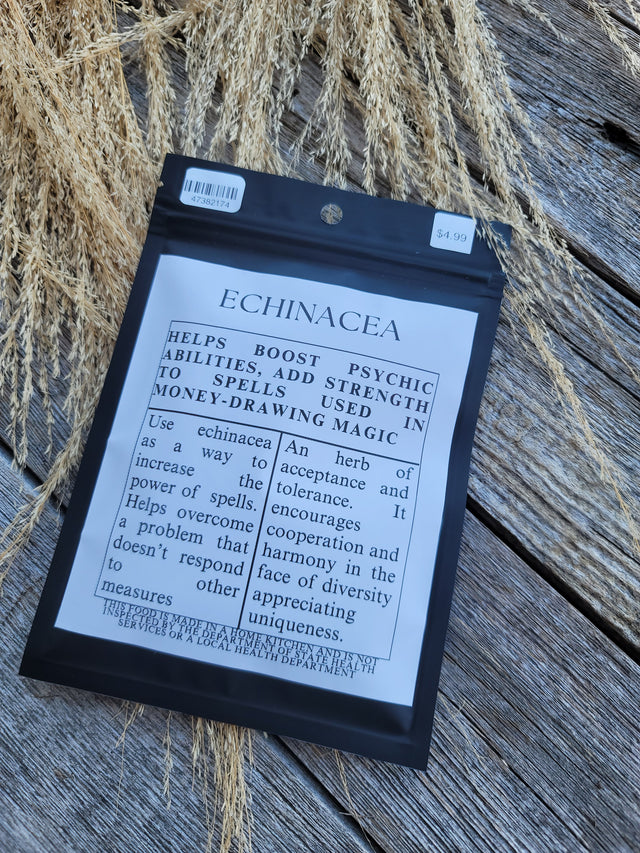 47382174
$4.99
ECHINACEA
HELPS BOOST PSYCHIC
ABILITIES, ADD STRENGTH
TO SPELLS USED IN
MONEY-DRAWING MAGIC
Use echinacea
as a way to
increase the
power of spells.
Helps overcome
a problem that
doesn't respond
to other
measures
An herb of
acceptance and
tolerance. It
encourages
cooperation and
harmony in the
face of diversity
appreciating
uniqueness.
THIS FOOD IS MADE IN A HOME KITCHEN AND IS NOT
INSPECTED BY THE DEPARTMENT OF STATE HEALTH
SERVICES OR A LOCAL HEALTH DEPARTMENT